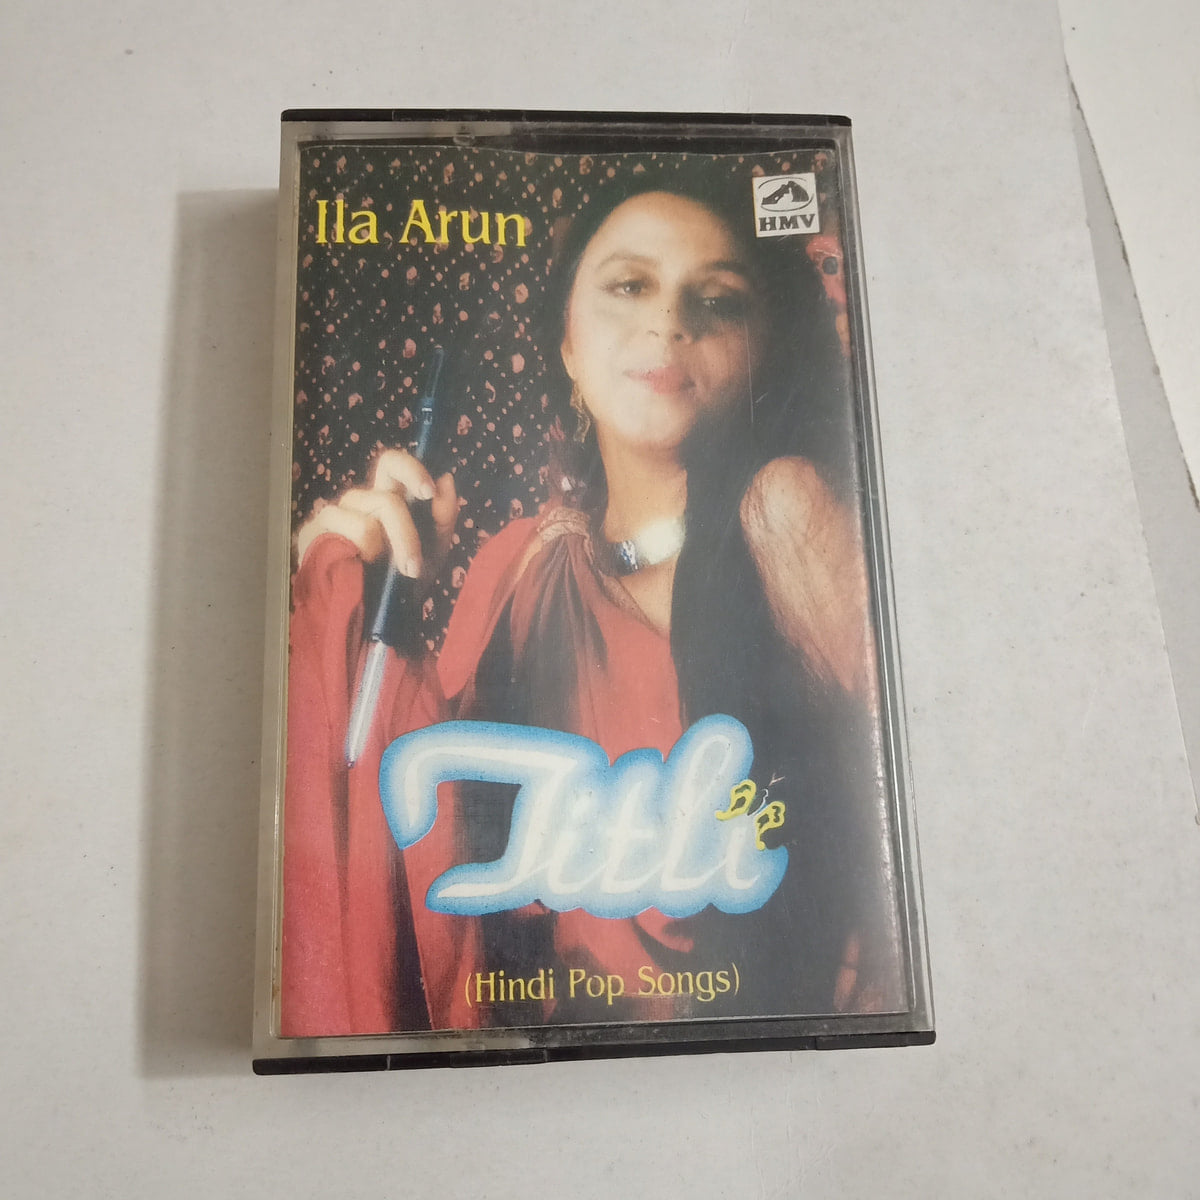 Ila Arun
HMV
Titli
(Hindi Pop Songs)